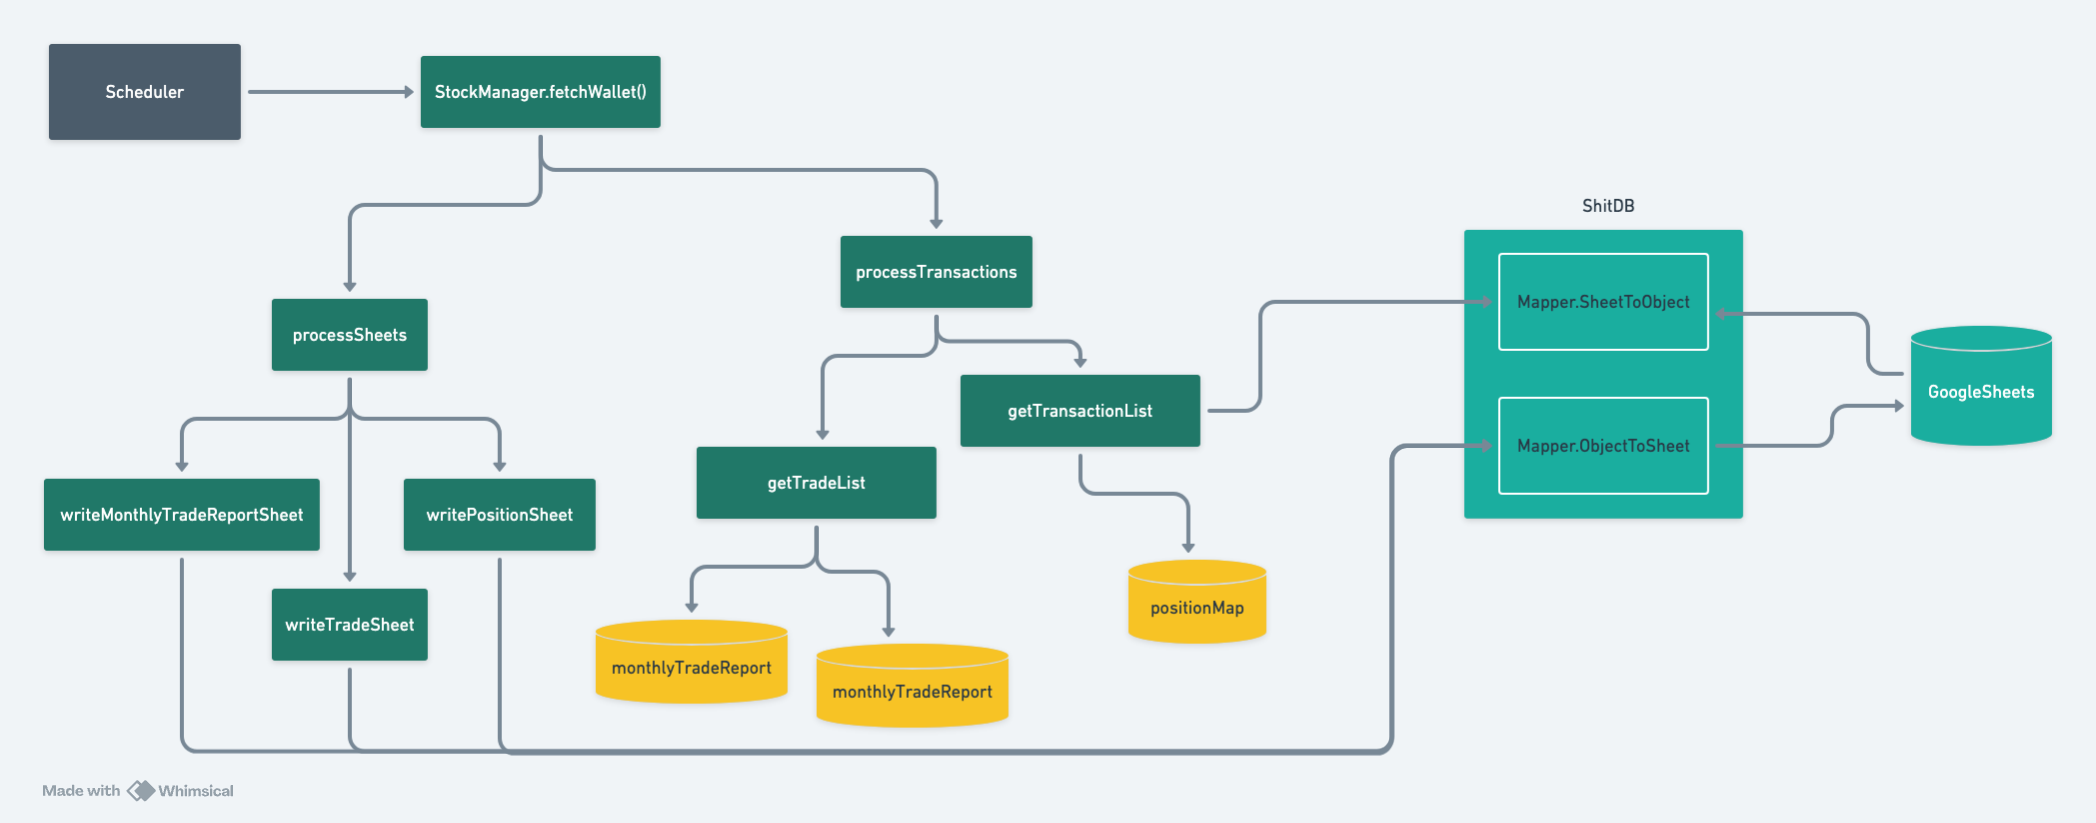 Scheduler
StockManager.fetchWallet()
ShitDB
processTransactions
Mapper.SheetToObject
processSheets
GoogleSheets
getTransactionList
Mapper.ObjectToSheet
getTradeList
writeMonthlyTradeReportSheet
writePositionSheet
positionMap
writeTradeSheet
monthlyTradeReport
monthlyTradeReport
Made with Whimsical